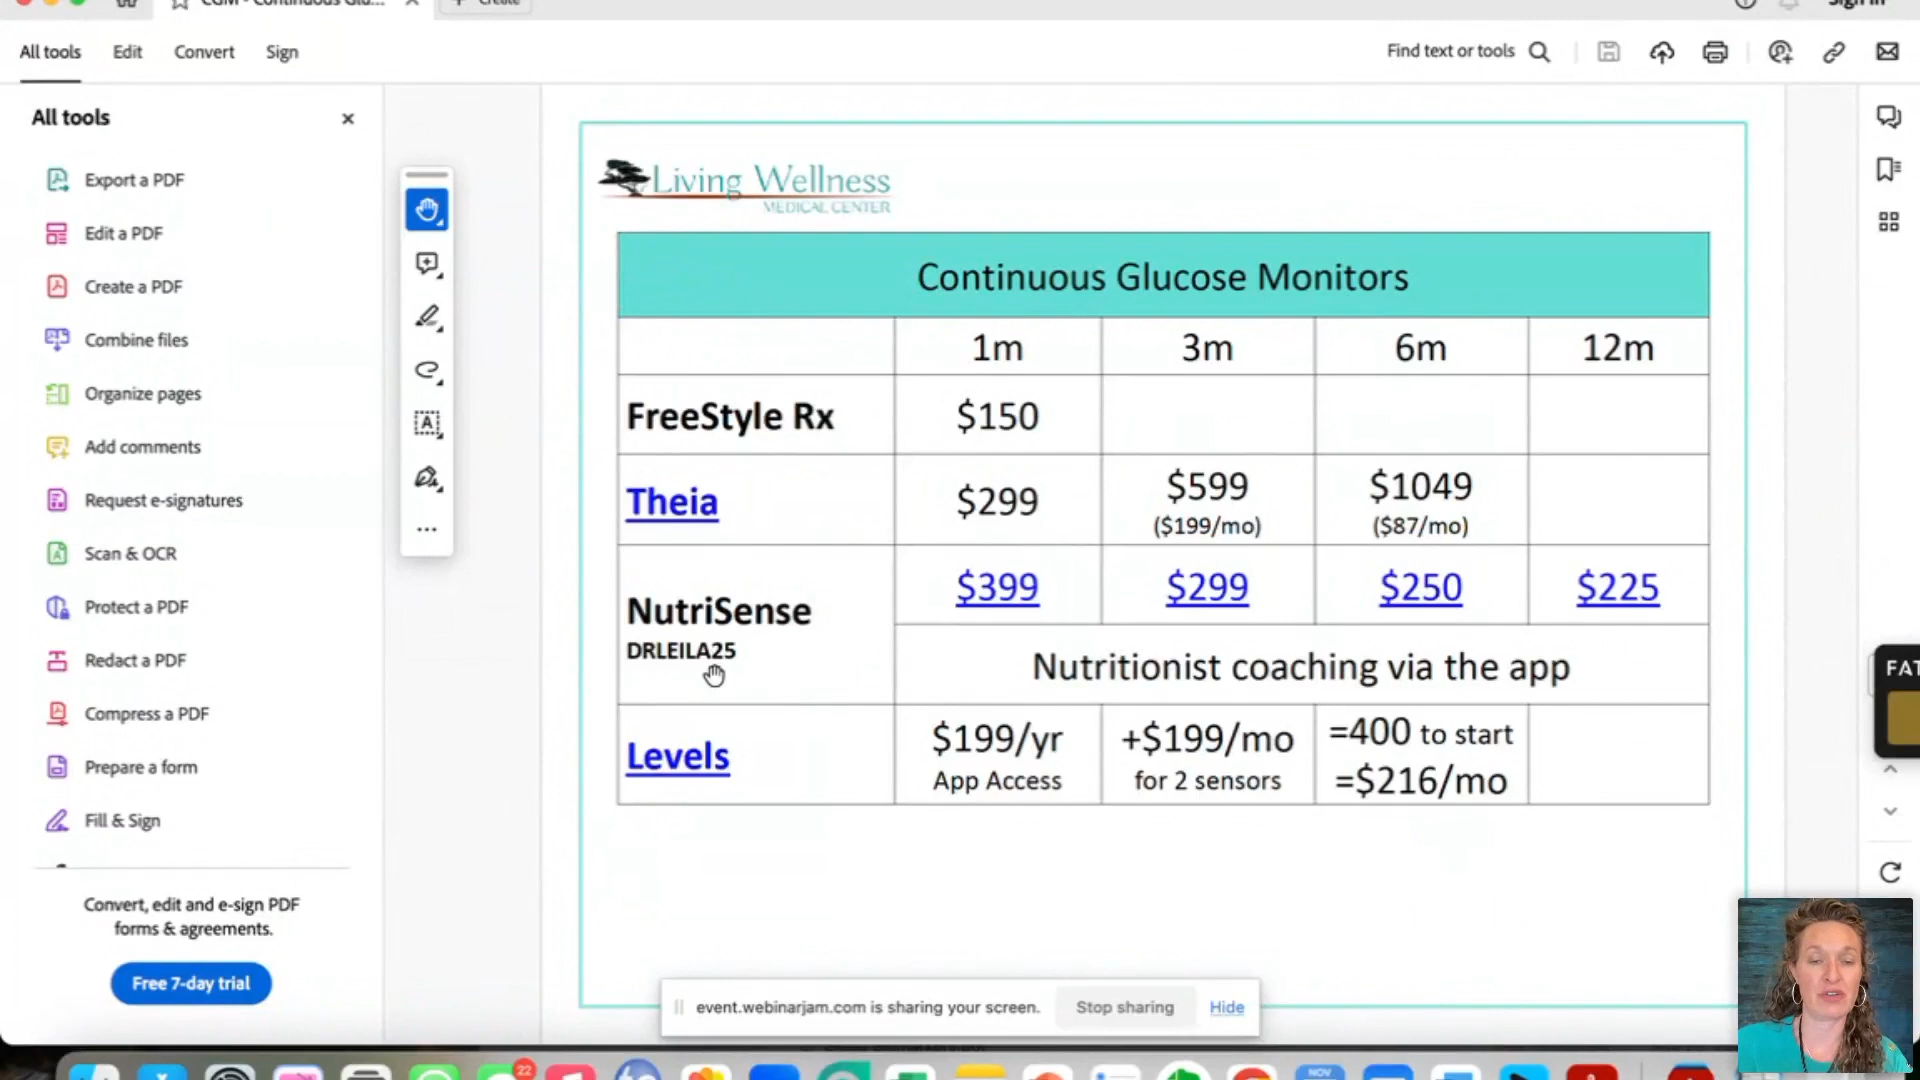 Create
All tools
Edit
Convert
Sign
Find text or tools
All tools
Export a PDF
Edit a PDF
Create a PDF
Combine files
Organize pages
Add comments
Request e-signatures
Scan & OCR
Protect a PDF
Redact a PDF
Compress a PDF
Prepare a form
Fill & Sign
Convert, edit and e-sign PDF
forms & agreements.
Free 7-day trial
Living Wellness
MEDICAL CENTER
Continuous Glucose Monitors
1m 3m 6m 12m
FreeStyle Rx $150
Theia $299 $599 $1049
($199/mo) ($87/mo)
$399 $299 $250 $225
NutriSense
DRLEILA25
Nutritionist coaching via the app
Levels
$199/yr +$199/mo =400 to start
App Access for 2 sensors =$216/mo
FAT
event.webinarjam.com is sharing your screen.
Stop sharing
Hide
22
NOV